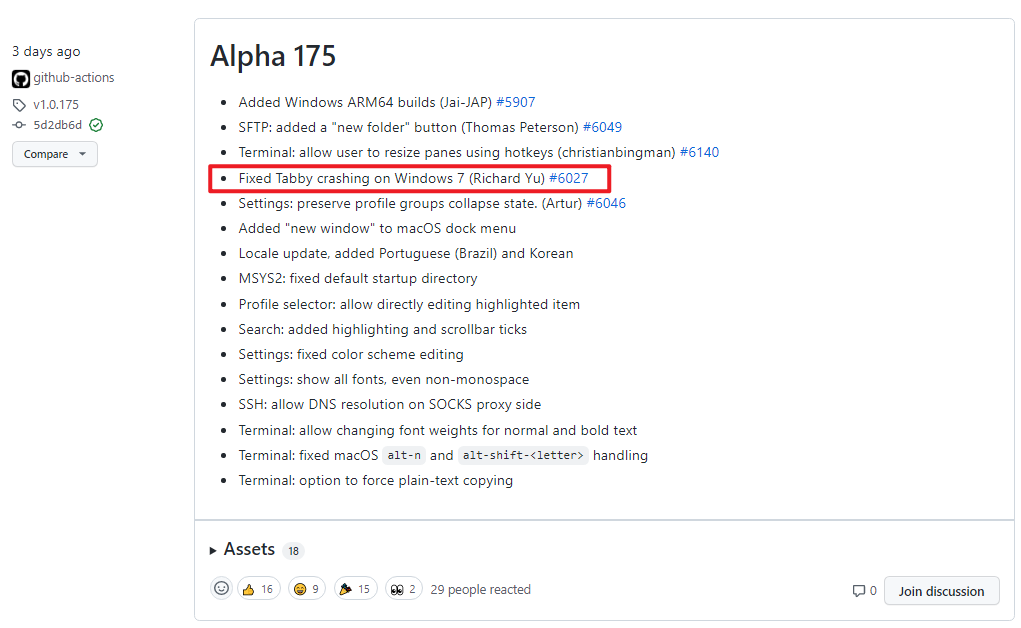 3 days ago
github-actions
v1.0.175
5d2db6d
Compare
Alpha 175
Added Windows ARM64 builds (Jai-JAP) #5907
SFTP: added a "new folder" button (Thomas Peterson) #6049
Terminal: allow user to resize panes using hotkeys (christianbingman) #6140
Fixed Tabby crashing on Windows 7 (Richard Yu) #6027
Settings: preserve profile groups collapse state. (Artur) #6046
Added "new window" to macOS dock menu
Locale update, added Portuguese (Brazil) and Korean
MSYS2: fixed default startup directory
Profile selector: allow directly editing highlighted item
Search: added highlighting and scrollbar ticks
Settings: fixed color scheme editing
Settings: show all fonts, even non-monospace
SSH: allow DNS resolution on SOCKS proxy side
Terminal: allow changing font weights for normal and bold text
Terminal: fixed macOS alt-n and alt-shift-<letter> handling
Terminal: option to force plain-text copying
Assets 18
16 9 15 2 29 people reacted 0 Join discussion